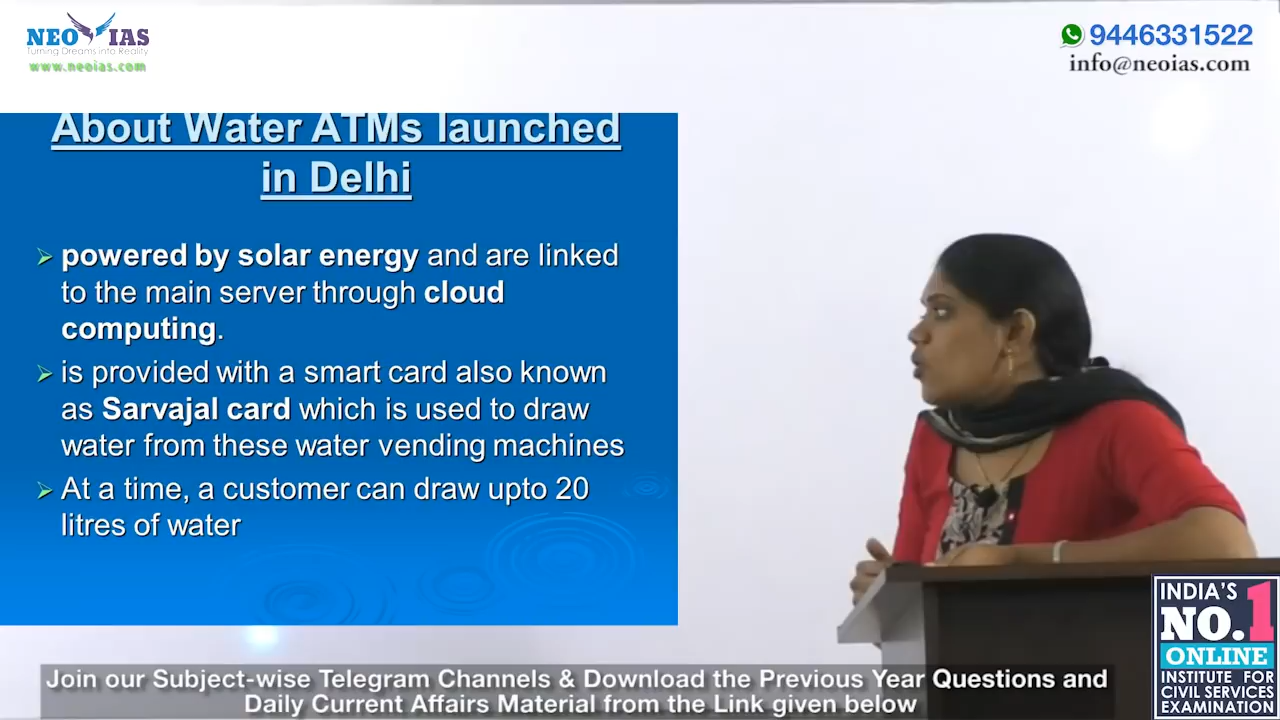 NEO IAS
Turning Dreams into Reality
www.neoias.com
9446331522
info@neoias.com
About Water ATMs launched
in Delhi
powered by solar energy and are linked
to the main server through cloud
computing.
is provided with a smart card also known
as Sarvajal card which is used to draw
water from these water vending machines
At a time, a customer can draw upto 20
litres of water
INDIA'S
NO.1
ONLINE
INSTITUTE FOR
CIVIL SERVICES
EXAMINATION
Join our Subject-wise Telegram Channels & Download the Previous Year Questions and
Daily Current Affairs Material from the Link given below